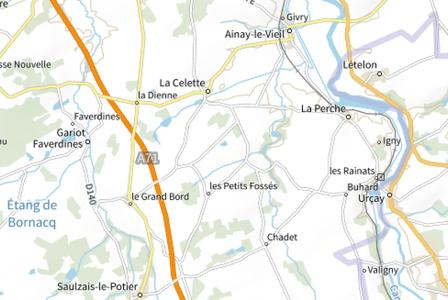 Givry
Ainay-le-Vieil
sse Nouvelle
Lételon
La Celette
la Dienne
La Perche
Faverdines
Gariot
Faverdines
Igny
A71
les Rainats
D140
les Petits Fossés
Buhard
Urçay
le Grand Bord
Étang de
Bornacq
Chadet
Valigny
Saulzais-le-Potier